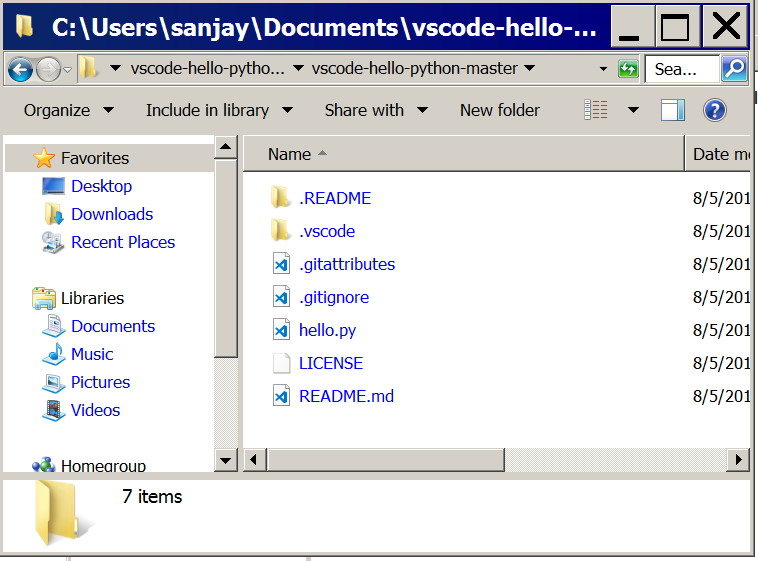 C:\Users\sanjay\Documents\vscode-hello-...
vscode-hello-pytho... vscode-hello-python-master Sea...
Organize Include in library Share with New folder
Favorites
Desktop
Downloads
Recent Places
Libraries
Documents
Music
Pictures
Videos
Homegroup
Name Date mo
.README 8/5/201
.vscode 8/5/201
.gitattributes 8/5/201
.gitignore 8/5/201
hello.py 8/5/201
LICENSE 8/5/201
README.md 8/5/201
7 items